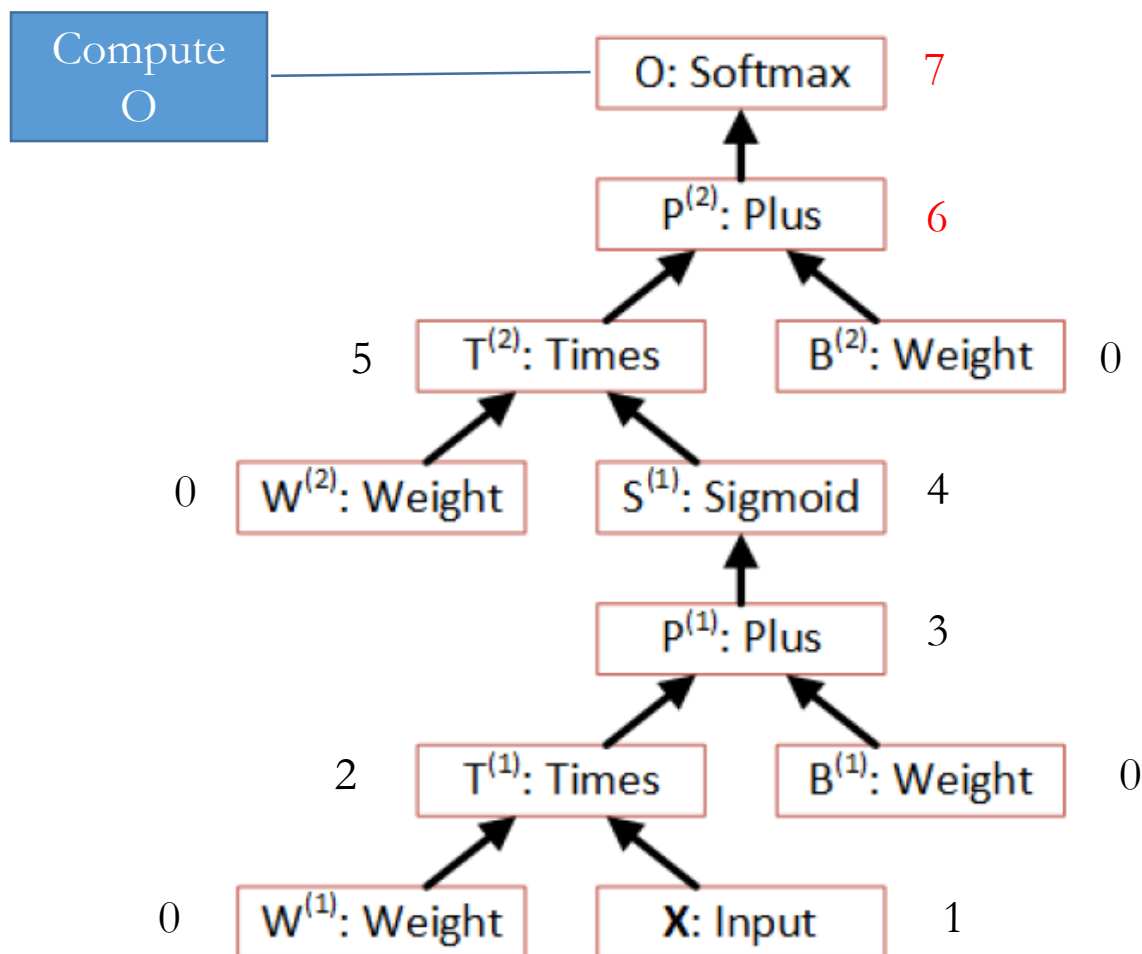 Compute
O
O: Softmax 7
P⁽²⁾: Plus 6
5 T⁽²⁾: Times B⁽²⁾: Weight 0
0 W⁽²⁾: Weight S⁽¹⁾: Sigmoid 4
P⁽¹⁾: Plus 3
2 T⁽¹⁾: Times B⁽¹⁾: Weight 0
0 W⁽¹⁾: Weight X: Input 1